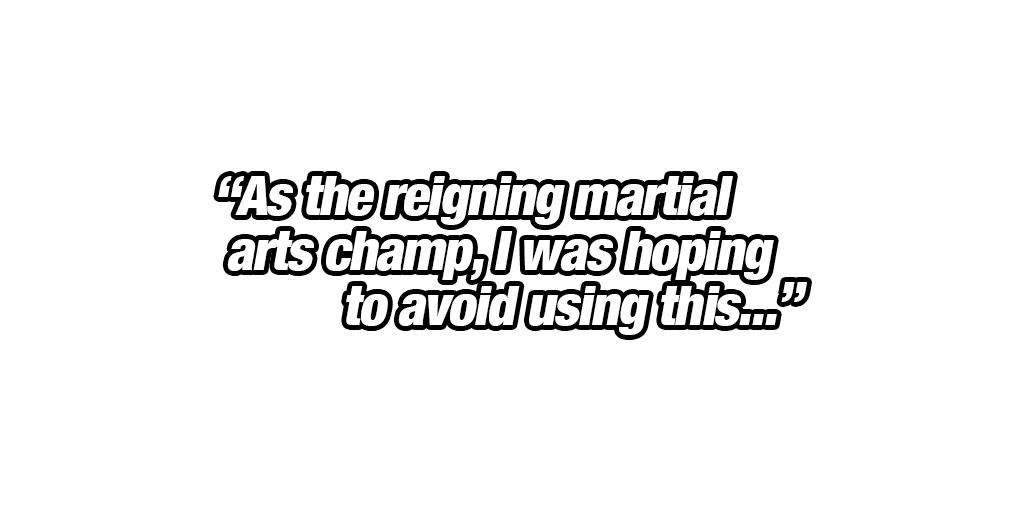 “As the reigning martial
arts champ, I was hoping
to avoid using this...”